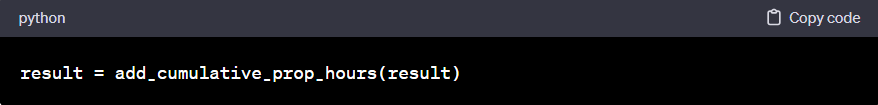 python
Copy code
result = add_cumulative_prop_hours(result)